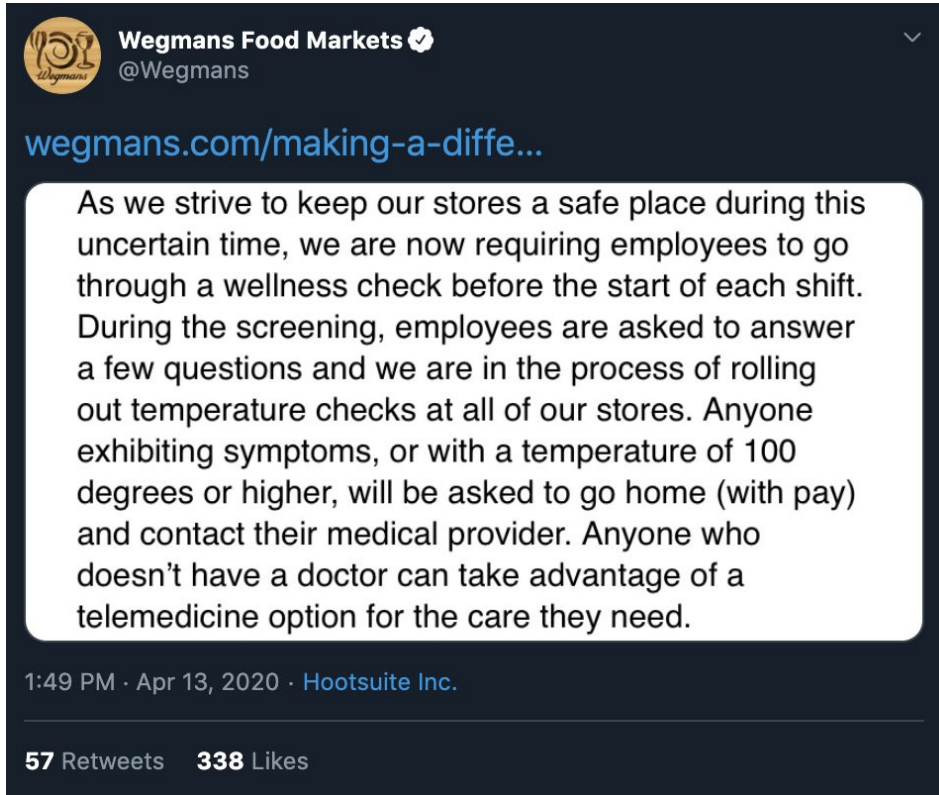 Wegmans
Wegmans Food Markets
@Wegmans
wegmans.com/making-a-diffe...
As we strive to keep our stores a safe place during this
uncertain time, we are now requiring employees to go
through a wellness check before the start of each shift.
During the screening, employees are asked to answer
a few questions and we are in the process of rolling
out temperature checks at all of our stores. Anyone
exhibiting symptoms, or with a temperature of 100
degrees or higher, will be asked to go home (with pay)
and contact their medical provider. Anyone who
doesn’t have a doctor can take advantage of a
telemedicine option for the care they need.
1:49 PM · Apr 13, 2020 · Hootsuite Inc.
57 Retweets 338 Likes